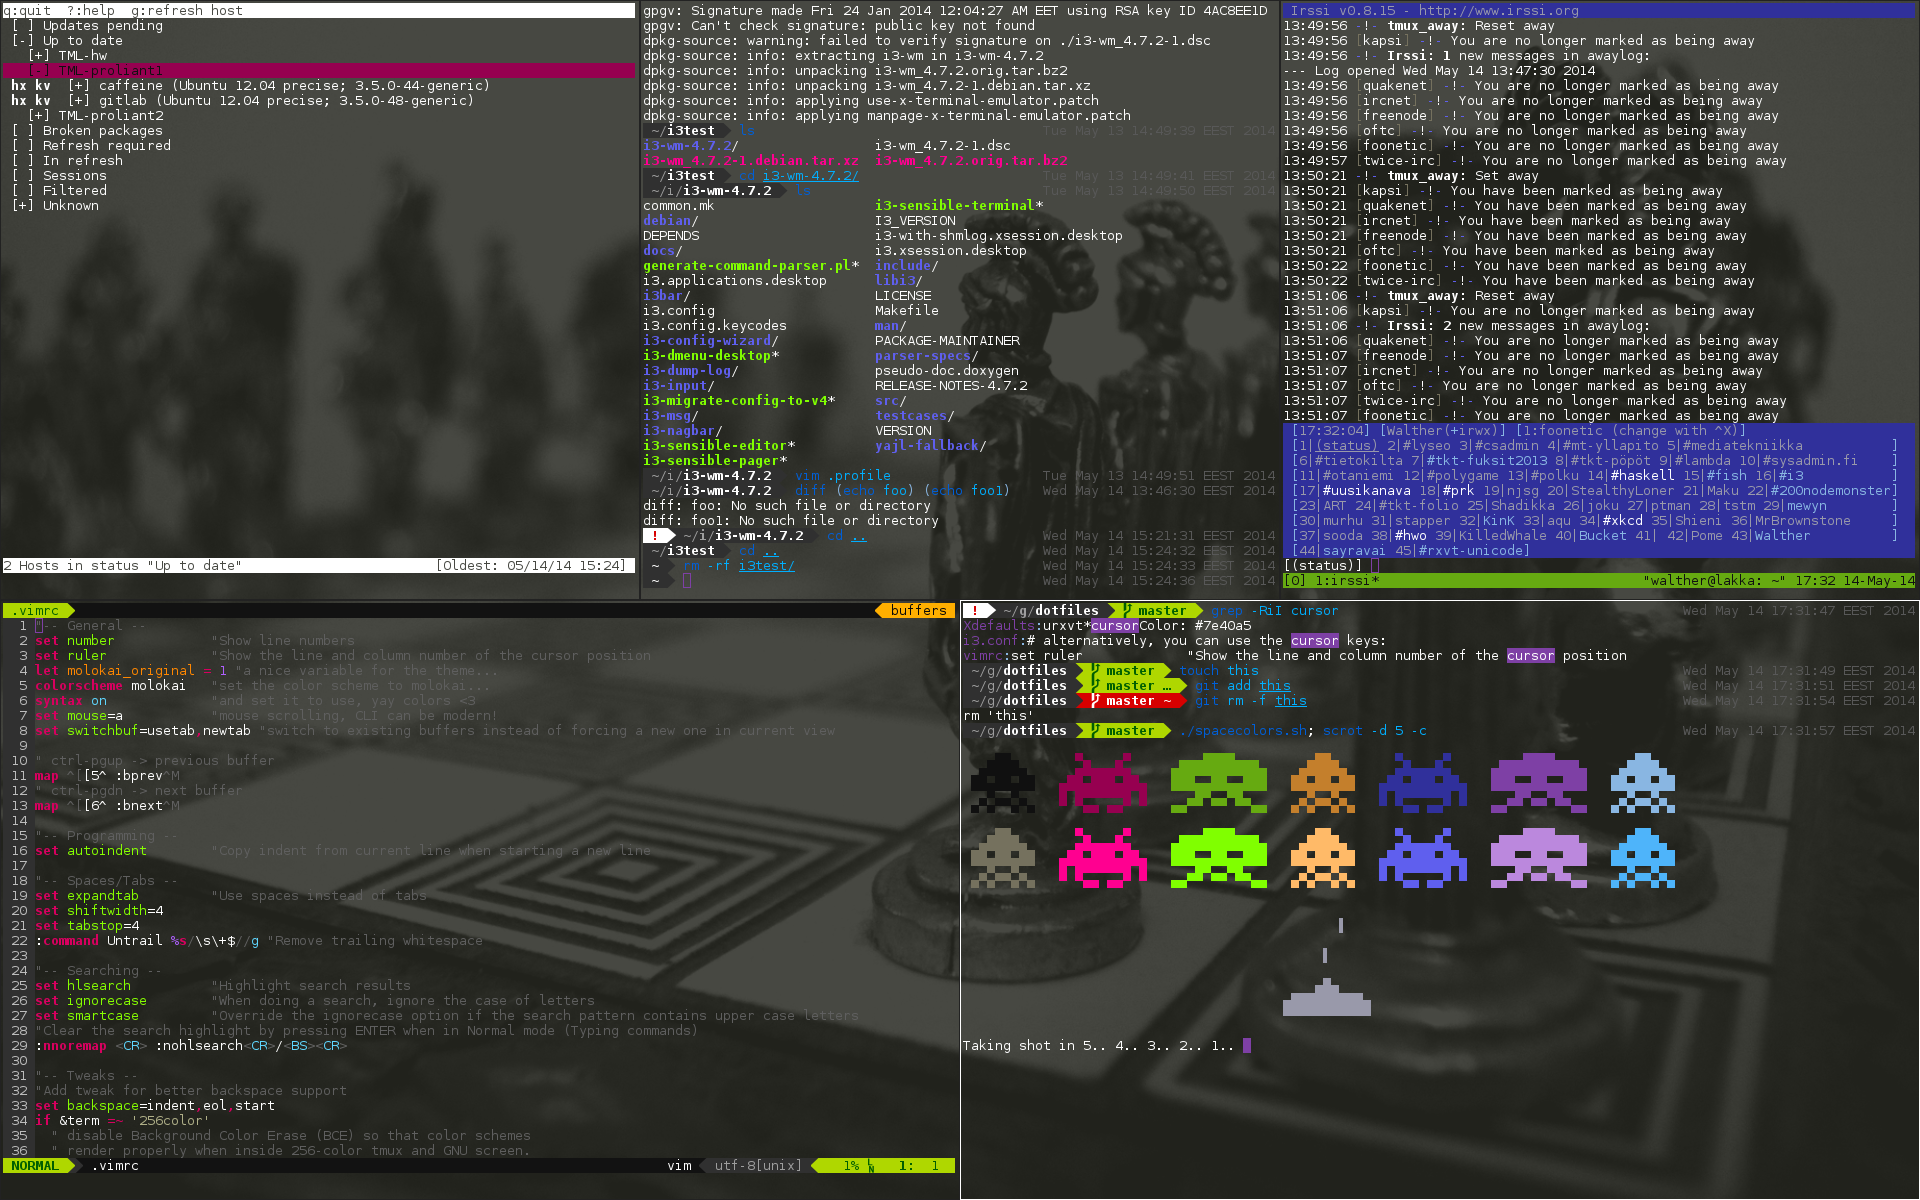 q:quit  ?:help  g:refresh host
[ ] Updates pending
[-] Up to date
[+] TML-hw
[-] TML-proliant1
hx kv  [+] caffeine (Ubuntu 12.04 precise; 3.5.0-44-generic)
hx kv  [+] gitlab (Ubuntu 12.04 precise; 3.5.0-48-generic)
[+] TML-proliant2
[ ] Broken packages
[ ] Refresh required
[ ] In refresh
[ ] Sessions
[ ] Filtered
[+] Unknown
2 Hosts in status "Up to date"    [Oldest: 05/14/14 15:24]
gpgv: Signature made Fri 24 Jan 2014 12:04:27 AM EET using RSA key ID 4AC8EE1D
gpgv: Can't check signature: public key not found
dpkg-source: warning: failed to verify signature on ./i3-wm_4.7.2-1.dsc
dpkg-source: info: extracting i3-wm in i3-wm-4.7.2
dpkg-source: info: unpacking i3-wm_4.7.2.orig.tar.bz2
dpkg-source: info: unpacking i3-wm_4.7.2-1.debian.tar.xz
dpkg-source: info: applying use-x-terminal-emulator.patch
dpkg-source: info: applying manpage-x-terminal-emulator.patch
~/i3test  ls    Tue May 13 14:49:39 EEST 2014
i3-wm-4.7.2/    i3-wm_4.7.2-1.dsc
i3-wm_4.7.2-1.debian.tar.xz  i3-wm_4.7.2.orig.tar.bz2
~/i3test  cd i3-wm-4.7.2/    Tue May 13 14:49:41 EEST 2014
~/i/i3-wm-4.7.2  ls    Tue May 13 14:49:50 EEST 2014
common.mk    i3-sensible-terminal*
debian/    I3_VERSION
DEPENDS    i3-with-shmlog.xsession.desktop
docs/    i3.xsession.desktop
generate-command-parser.pl*  include/
i3.applications.desktop    libi3/
i3bar/    LICENSE
i3.config    Makefile
i3.config.keycodes    man/
i3-config-wizard/    PACKAGE-MAINTAINER
i3-dmenu-desktop*    parser-specs/
i3-dump-log/    pseudo-doc.doxygen
i3-input/    RELEASE-NOTES-4.7.2
i3-migrate-config-to-v4*    src/
i3-msg/    testcases/
i3-nagbar/    VERSION
i3-sensible-editor*    yajl-fallback/
i3-sensible-pager*
~/i/i3-wm-4.7.2  vim .profile    Tue May 13 14:49:51 EEST 2014
~/i/i3-wm-4.7.2  diff (echo foo) (echo foo1)    Wed May 14 13:46:30 EEST 2014
diff: foo: No such file or directory
diff: foo1: No such file or directory
!  ~/i/i3-wm-4.7.2  cd ..    Wed May 14 15:21:31 EEST 2014
~/i3test  cd ..    Wed May 14 15:24:32 EEST 2014
~  rm -rf i3test/    Wed May 14 15:24:33 EEST 2014
~    Wed May 14 15:24:36 EEST 2014
Irssi v0.8.15 - http://www.irssi.org
13:49:56 -!- tmux_away: Reset away
13:49:56 [kapsi] -!- You are no longer marked as being away
13:49:56 -!- Irssi: 1 new messages in awaylog:
--- Log opened Wed May 14 13:47:30 2014
13:49:56 [quakenet] -!- You are no longer marked as being away
13:49:56 [ircnet] -!- You are no longer marked as being away
13:49:56 [freenode] -!- You are no longer marked as being away
13:49:56 [oftc] -!- You are no longer marked as being away
13:49:56 [foonetic] -!- You are no longer marked as being away
13:49:57 [twice-irc] -!- You are no longer marked as being away
13:50:21 -!- tmux_away: Set away
13:50:21 [kapsi] -!- You have been marked as being away
13:50:21 [quakenet] -!- You have been marked as being away
13:50:21 [ircnet] -!- You have been marked as being away
13:50:21 [freenode] -!- You have been marked as being away
13:50:21 [oftc] -!- You have been marked as being away
13:50:22 [foonetic] -!- You have been marked as being away
13:50:22 [twice-irc] -!- You have been marked as being away
13:51:06 -!- tmux_away: Reset away
13:51:06 [kapsi] -!- You are no longer marked as being away
13:51:06 -!- Irssi: 2 new messages in awaylog:
13:51:06 [quakenet] -!- You are no longer marked as being away
13:51:07 [freenode] -!- You are no longer marked as being away
13:51:07 [ircnet] -!- You are no longer marked as being away
13:51:07 [oftc] -!- You are no longer marked as being away
13:51:07 [twice-irc] -!- You are no longer marked as being away
13:51:07 [foonetic] -!- You are no longer marked as being away
[17:32:04] [Walther(+irwx)] [1:foonetic (change with ^X)]
[1|(status) 2|#lyseo 3|#csadmin 4|#mt-yllapito 5|#mediatekniikka ]
[6|#tietokilta 7|#tkt-fuksit2013 8|#tkt-pöpöt 9|#lambda 10|#sysadmin.fi ]
[11|#otaniemi 12|#polygame 13|#polku 14|#haskell 15|#fish 16|#i3 ]
[17|#uusikanava 18|#prk 19|njsg 20|StealthyLoner 21|Maku 22|#200nodemonster]
[23|ART 24|#tkt-folio 25|Shadikka 26|joku 27|ptman 28|tstm 29|mewyn ]
[30|murhu 31|stapper 32|KinK 33|aqu 34|#xkcd 35|Shieni 36|MrBrownstone ]
[37|sooda 38|#hwo 39|KilledWhale 40|Bucket 41| 42|Pome 43|Walther ]
[44|sayravai 45|#rxvt-unicode]
[(status)]
[0] 1:irssi*    "walther@lakka: ~" 17:32 14-May-14
.vimrc    buffers
1 "-- General --
2 set number    "Show line numbers
3 set ruler    "Show the line and column number of the cursor position
4 let molokai_original = 1 "a nice variable for the theme...
5 colorscheme molokai    "set the color scheme to molokai...
6 syntax on    "and set it to use, yay colors <3
7 set mouse=a    "mouse scrolling, CLI can be modern!
8 set switchbuf=usetab,newtab "switch to existing buffers instead of forcing a new one in current view
9
10 " ctrl-pgup -> previous buffer
11 map ^[[5^ :bprev^M
12 " ctrl-pgdn -> next buffer
13 map ^[[6^ :bnext^M
14
15 "-- Programming --
16 set autoindent    "Copy indent from current line when starting a new line
17
18 "-- Spaces/Tabs --
19 set expandtab    "Use spaces instead of tabs
20 set shiftwidth=4
21 set tabstop=4
22 :command Untrail %s/\s\+$//g "Remove trailing whitespace
23
24 "-- Searching --
25 set hlsearch    "Highlight search results
26 set ignorecase    "When doing a search, ignore the case of letters
27 set smartcase    "Override the ignorecase option if the search pattern contains upper case letters
28 "Clear the search highlight by pressing ENTER when in Normal mode (Typing commands)
29 :nnoremap <CR> :nohlsearch<CR>/<BS><CR>
30
31 "-- Tweaks --
32 "Add tweak for better backspace support
33 set backspace=indent,eol,start
34 if &term =~ '256color'
35 " disable Background Color Erase (BCE) so that color schemes
36 " render properly when inside 256-color tmux and GNU screen.
NORMAL  .vimrc    vim  utf-8[unix]  1% LN 1: 1
!  ~/g/dotfiles  master  grep -RiI cursor    Wed May 14 17:31:47 EEST 2014
Xdefaults:urxvt*cursorColor: #7e40a5
i3.conf:# alternatively, you can use the cursor keys:
vimrc:set ruler    "Show the line and column number of the cursor position
~/g/dotfiles  master  touch this    Wed May 14 17:31:49 EEST 2014
~/g/dotfiles  master …  git add this    Wed May 14 17:31:51 EEST 2014
~/g/dotfiles  master ~  git rm -f this    Wed May 14 17:31:54 EEST 2014
rm 'this'
~/g/dotfiles  master  ./spacecolors.sh; scrot -d 5 -c    Wed May 14 17:31:57 EEST 2014
Taking shot in 5.. 4.. 3.. 2.. 1..